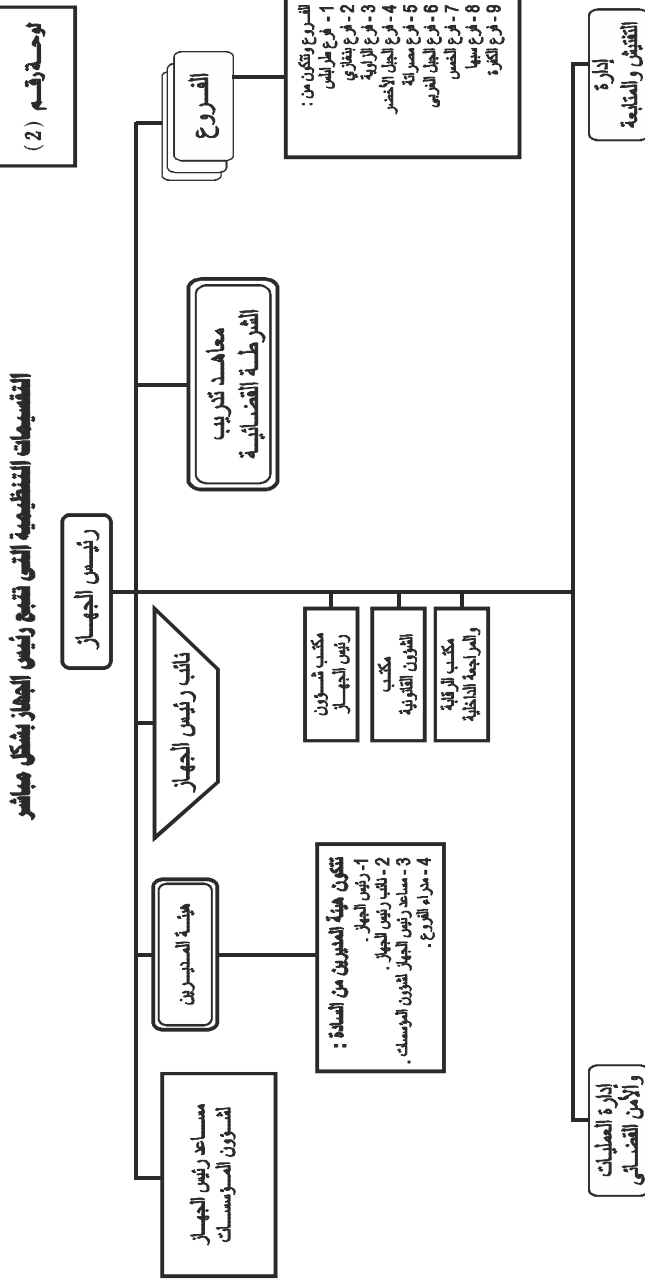 لوحة رقم (2)
التقسيمات التنظيمية التي تتبع رئيس الجهاز بشكل مباشر
رئيس الجهاز
الفروع
معاهد تدريب
الشرطة القضائية
نائب رئيس الجهاز
هيئة المديرين
مساعد رئيس الجهاز
لشؤون المؤسسات
الفروع وتتكون من :
1 - فرع طرابلس
2 - فرع بنغازي
3 - فرع الزاوية
4 - فرع الجبل الأخضر
5 - فرع مصراتة
6 - فرع الجبل الغربي
7 - فرع الخمس
8 - فرع سبها
9 - فرع الكفرة
مكتب شؤون
رئيس الجهاز
مكتب
الشؤون القانونية
مكتب الرقابة
والمراجعة الداخلية
تتكون هيئة المديرين من السادة :
1 - رئيس الجهاز .
2 - نائب رئيس الجهاز .
3 - مساعد رئيس الجهاز لشؤون المؤسسات .
4 - مدراء الفروع .
إدارة
التفتيش والمتابعة
إدارة العمليات
والأمن القضائى